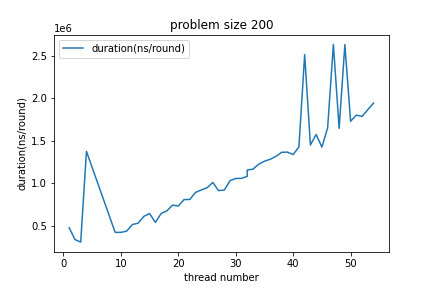 problem size 200
1e6
duration(ns/round)
2.5
2.0
1.5
1.0
0.5
duration(ns/round)
0 10 20 30 40 50
thread number